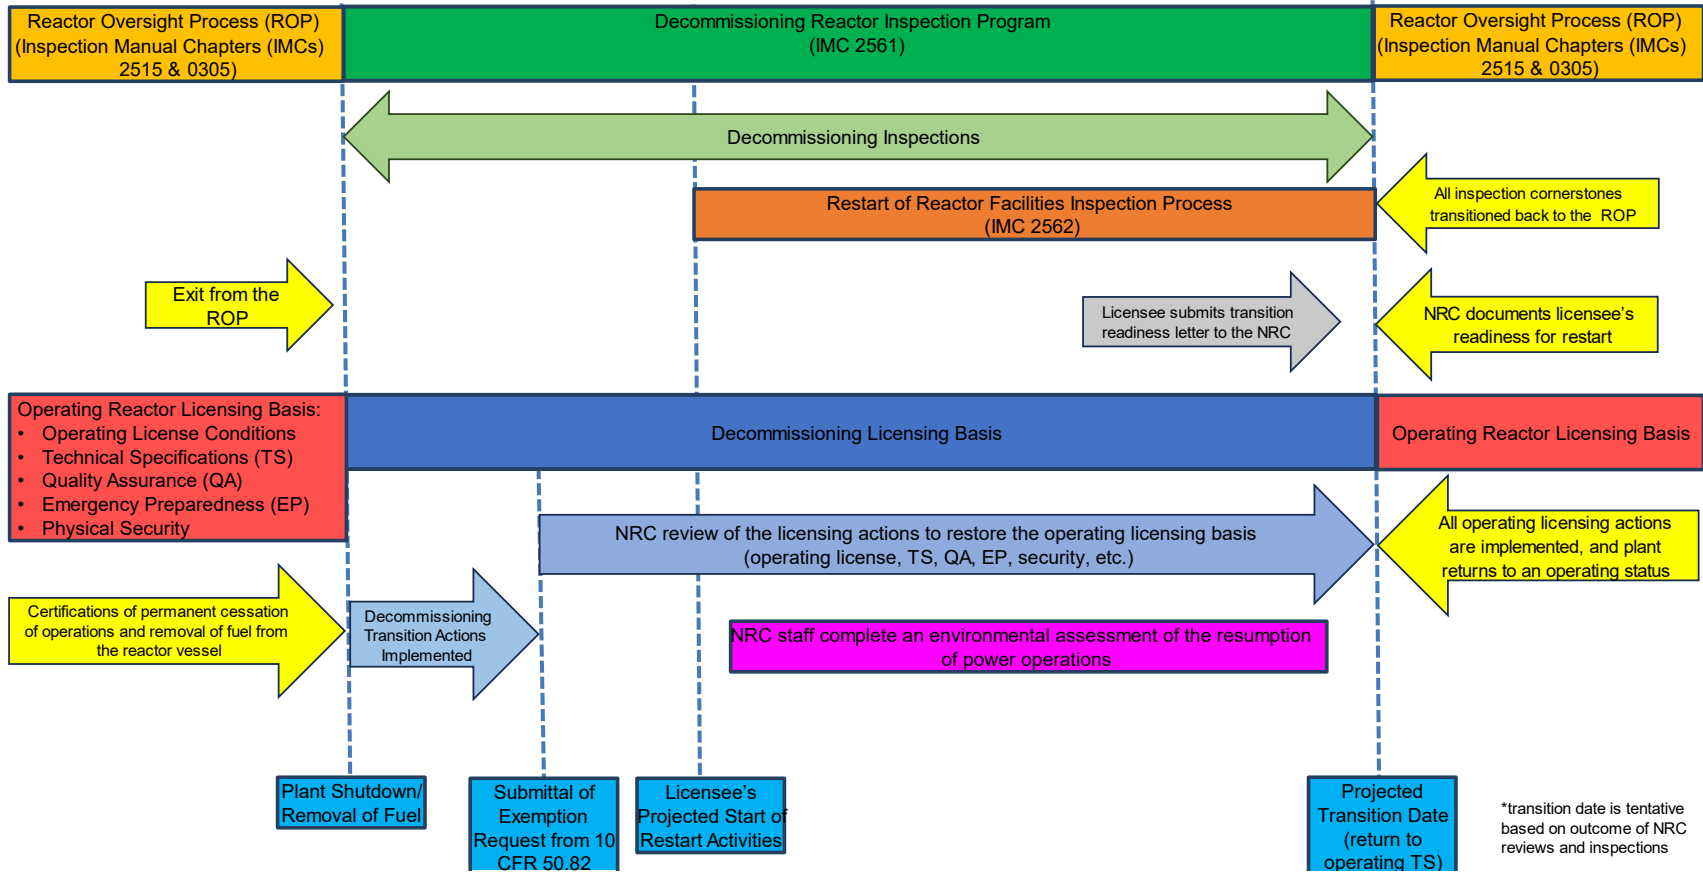 Reactor Oversight Process (ROP)
(Inspection Manual Chapters (IMCs)
2515 & 0305)
Decommissioning Reactor Inspection Program
(IMC 2561)
Reactor Oversight Process (ROP)
(Inspection Manual Chapters (IMCs)
2515 & 0305)
Decommissioning Inspections
Restart of Reactor Facilities Inspection Process
(IMC 2562)
All inspection cornerstones
transitioned back to the ROP
Exit from the
ROP
Licensee submits transition
readiness letter to the NRC
NRC documents licensee's
readiness for restart
Operating Reactor Licensing Basis:
• Operating License Conditions
• Technical Specifications (TS)
• Quality Assurance (QA)
• Emergency Preparedness (EP)
• Physical Security
Decommissioning Licensing Basis
Operating Reactor Licensing Basis
NRC review of the licensing actions to restore the operating licensing basis
(operating license, TS, QA, EP, security, etc.)
All operating licensing actions
are implemented, and plant
returns to an operating status
Certifications of permanent cessation
of operations and removal of fuel from
the reactor vessel
Decommissioning
Transition Actions
Implemented
NRC staff complete an environmental assessment of the resumption
of power operations
Plant Shutdown/
Removal of Fuel
Submittal of
Exemption
Request from 10
CFR 50.82
Licensee's
Projected Start of
Restart Activities
Projected
Transition Date
(return to
operating TS)
*transition date is tentative
based on outcome of NRC
reviews and inspections